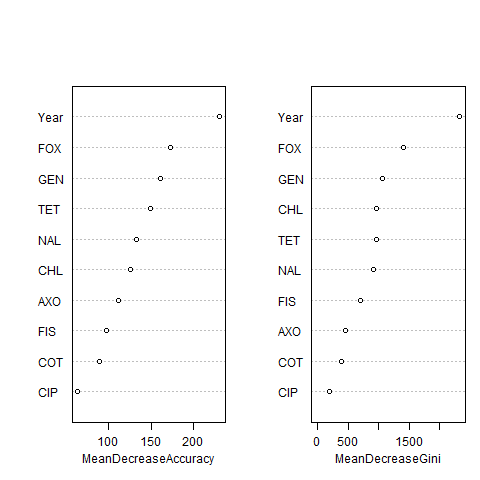 Year
FOX
GEN
TET
NAL
CHL
AXO
FIS
COT
CIP
100 150 200
MeanDecreaseAccuracy
Year
FOX
GEN
CHL
TET
NAL
FIS
AXO
COT
CIP
0 500 1500
MeanDecreaseGini